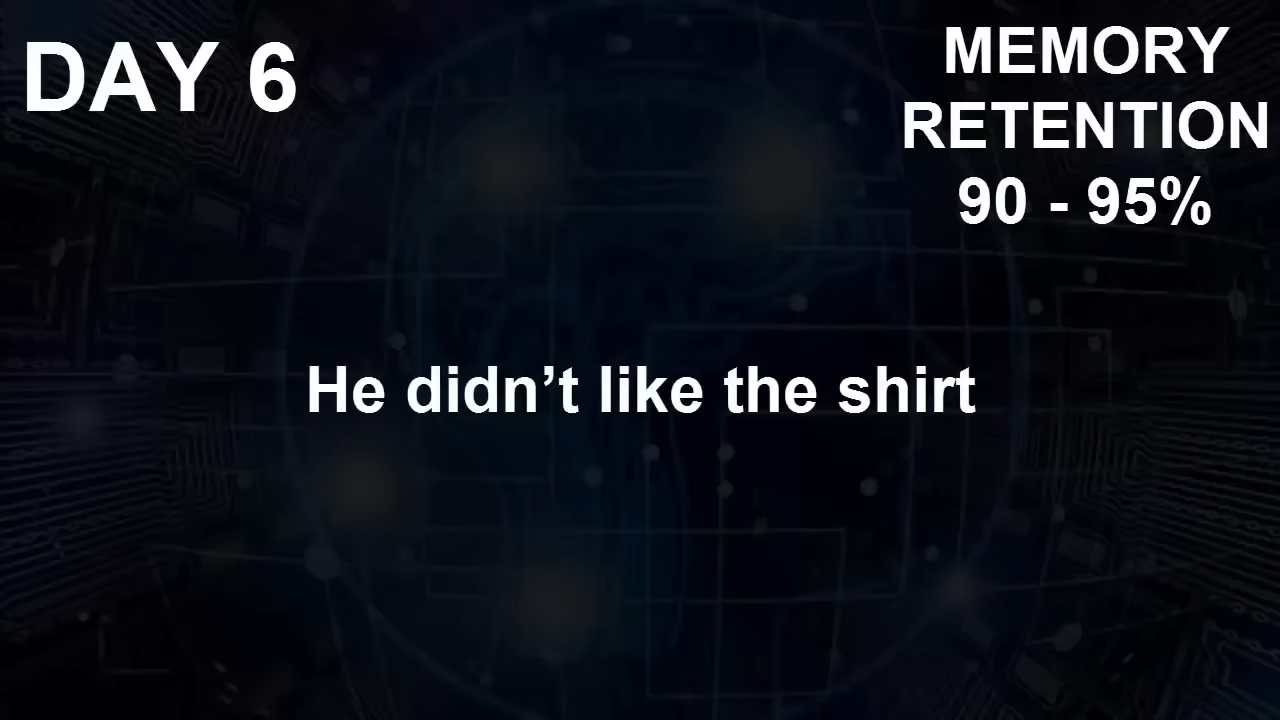 DAY 6
MEMORY
RETENTION
90 - 95%
He didn’t like the shirt